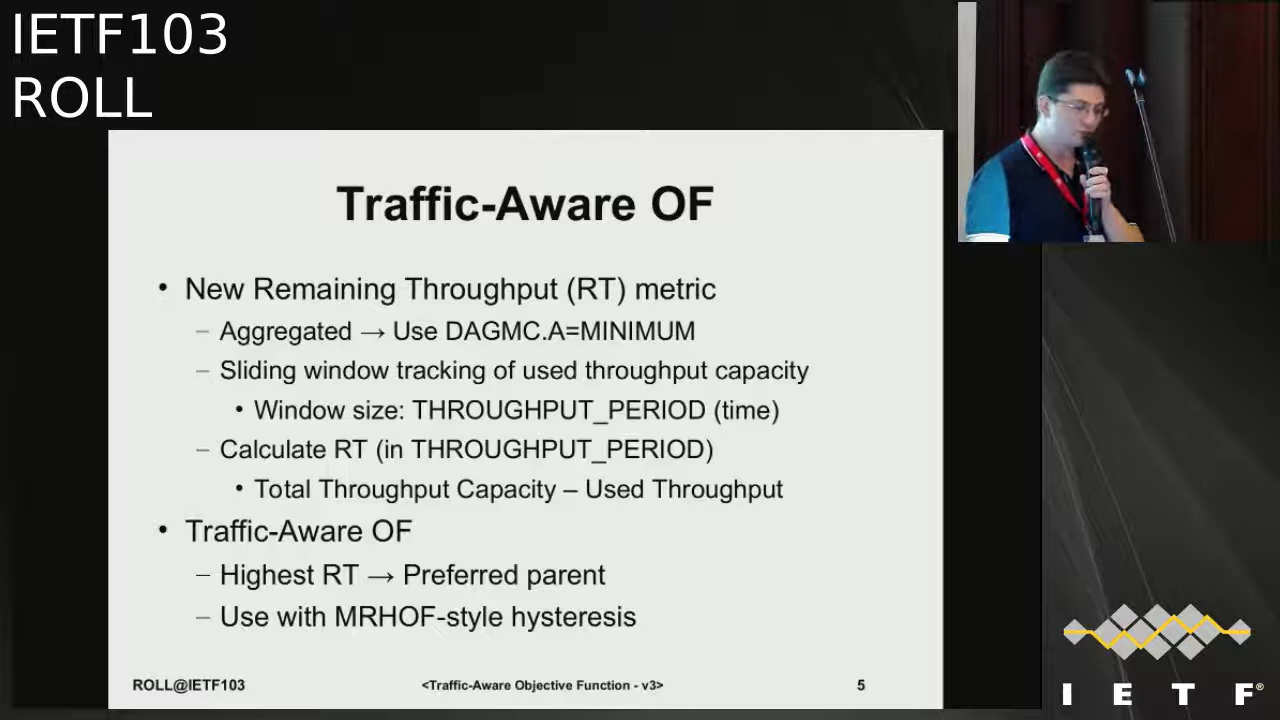 IETF103
ROLL
Traffic-Aware OF
• New Remaining Throughput (RT) metric
– Aggregated → Use DAGMC.A=MINIMUM
– Sliding window tracking of used throughput capacity
• Window size: THROUGHPUT_PERIOD (time)
– Calculate RT (in THROUGHPUT_PERIOD)
• Total Throughput Capacity – Used Throughput
• Traffic-Aware OF
– Highest RT → Preferred parent
– Use with MRHOF-style hysteresis
ROLL@IETF103 <Traffic-Aware Objective Function - v3> 5
I E T F®